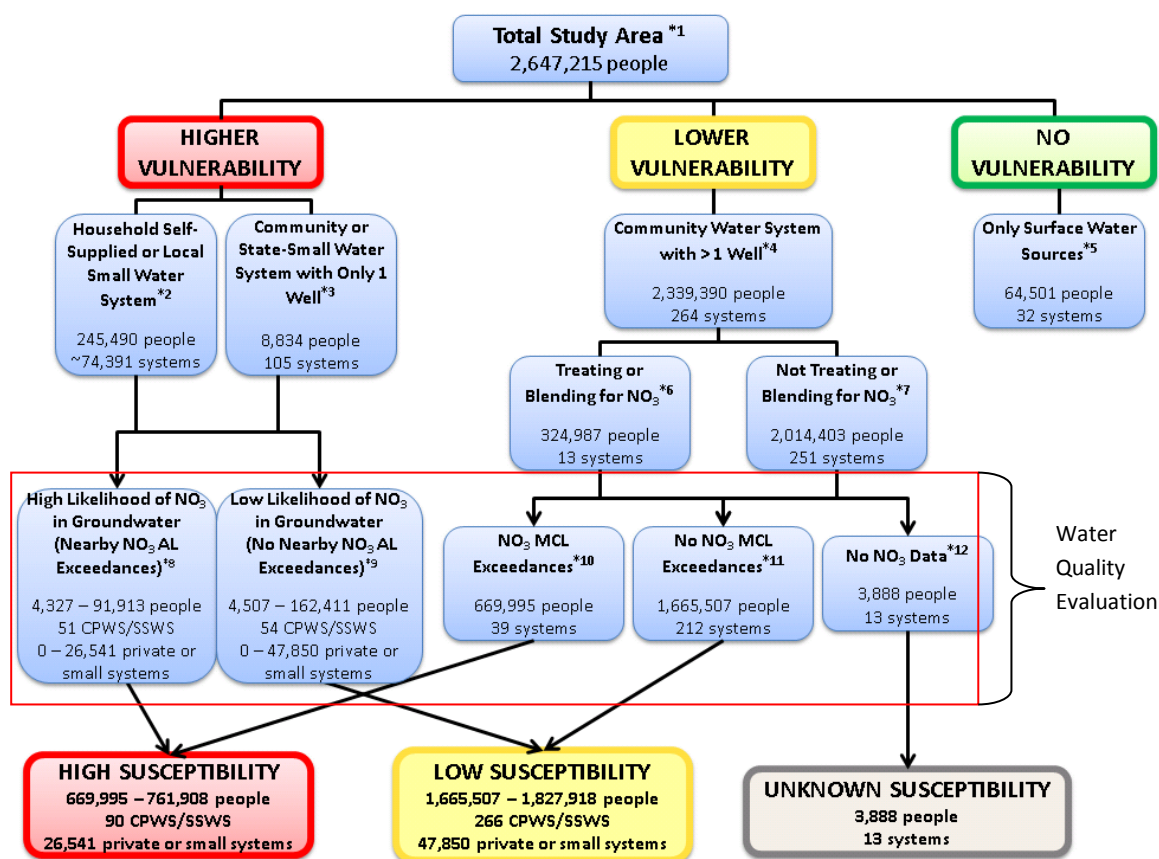 Total Study Area *1
2,647,215 people
HIGHER
VULNERABILITY
LOWER
VULNERABILITY
NO
VULNERABILITY
Household Self-
Supplied or Local
Small Water
System*2
245,490 people
~74,391 systems
Community or
State-Small Water
System with Only 1
Well*3
8,834 people
105 systems
Community Water System
with >1 Well*4
2,339,390 people
264 systems
Only Surface Water
Sources*5
64,501 people
32 systems
Treating or
Blending for NO3*6
324,987 people
13 systems
Not Treating or
Blending for NO3*7
2,014,403 people
251 systems
High Likelihood of NO3
in Groundwater
(Nearby NO3 AL
Exceedances)*8
4,327 – 91,913 people
51 CPWS/SSWS
0 – 26,541 private or
small systems
Low Likelihood of NO3
in Groundwater
(No Nearby NO3 AL
Exceedances)*9
4,507 – 162,411 people
54 CPWS/SSWS
0 – 47,850 private or
small systems
NO3 MCL
Exceedances*10
669,995 people
39 systems
No NO3 MCL
Exceedances*11
1,665,507 people
212 systems
No NO3 Data*12
3,888 people
13 systems
Water
Quality
Evaluation
HIGH SUSCEPTIBILITY
669,995 – 761,908 people
90 CPWS/SSWS
26,541 private or small systems
LOW SUSCEPTIBILITY
1,665,507 – 1,827,918 people
266 CPWS/SSWS
47,850 private or small systems
UNKNOWN SUSCEPTIBILITY
3,888 people
13 systems